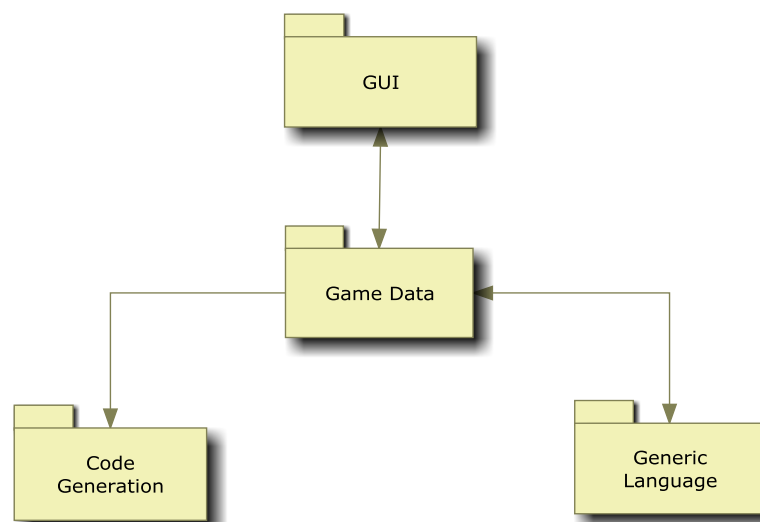 GUI
Game Data
Code
Generation
Generic
Language